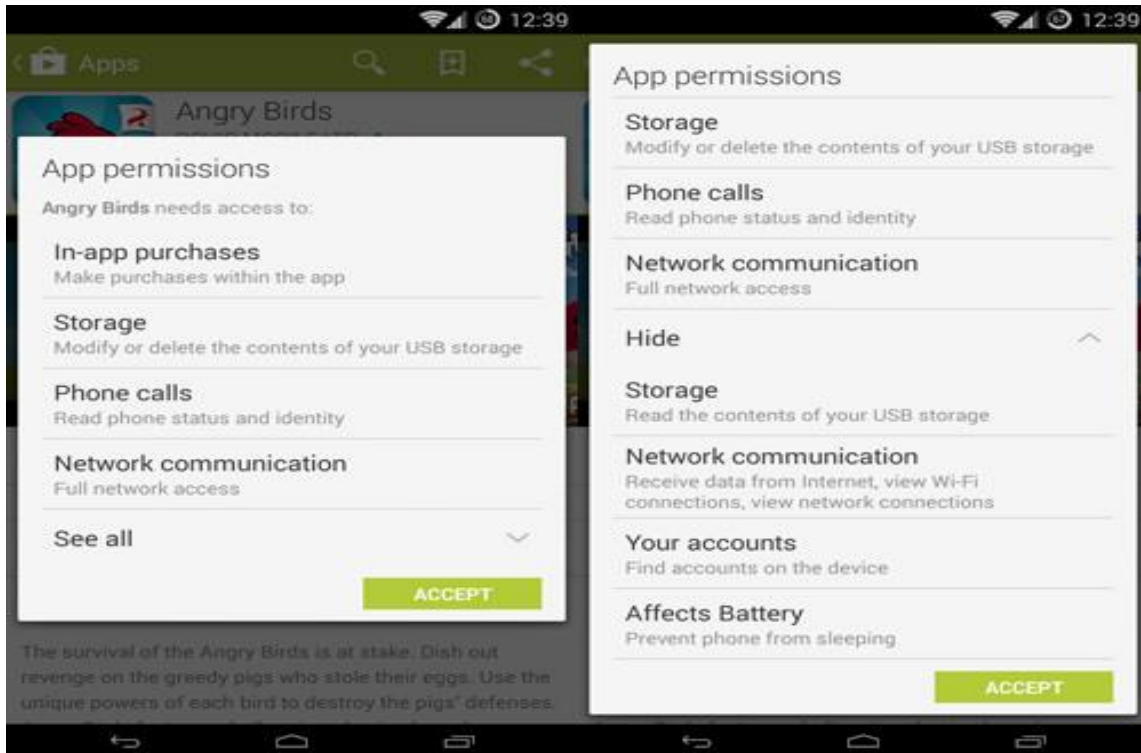 12:39
Apps
Angry Birds
App permissions
Angry Birds needs access to:
In-app purchases
Make purchases within the app
Storage
Modify or delete the contents of your USB storage
Phone calls
Read phone status and identity
Network communication
Full network access
See all
ACCEPT
The survival of the Angry Birds is at stake. Dish out
revenge on the greedy pigs who stole their eggs. Use the
unique powers of each bird to destroy the pigs' defenses.
12:39
App permissions
Storage
Modify or delete the contents of your USB storage
Phone calls
Read phone status and identity
Network communication
Full network access
Hide
Storage
Read the contents of your USB storage
Network communication
Receive data from Internet, view Wi-Fi
connections, view network connections
Your accounts
Find accounts on the device
Affects Battery
Prevent phone from sleeping
ACCEPT